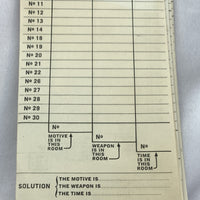 Nº 11
Nº 12
Nº 13
Nº 14
Nº 18
Nº 20
Nº 21
Nº 22
Nº 26
Nº 27
Nº 28
Nº 29
Nº 30
Nº
MOTIVE IS IN THIS ROOM
Nº
WEAPON IS IN THIS ROOM
Nº
TIME IS IN THIS ROOM
SOLUTION
THE MOTIVE IS
THE WEAPON IS
THE TIME IS